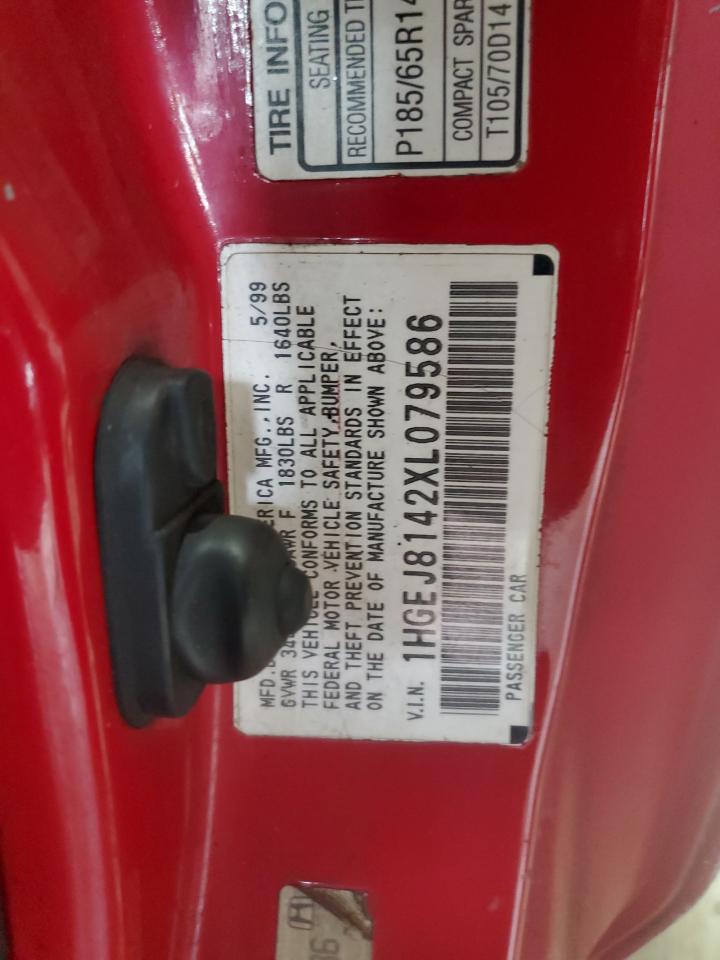 TIRE INFO
SEATING
RECOMMENDED TI
P185/65R14
COMPACT SPAR
T105/70D14
MFD. ERICA MFG.,INC. 5/99
GVWR F 1830LBS R 1640LBS
THIS VEHICLE CONFORMS TO ALL APPLICABLE
FEDERAL MOTOR VEHICLE SAFETY,BUMPER,
AND THEFT PREVENTION STANDARDS IN EFFECT
ON THE DATE OF MANUFACTURE SHOWN ABOVE:
V.I.N. 1HGEJ8142XL079586
PASSENGER CAR
86